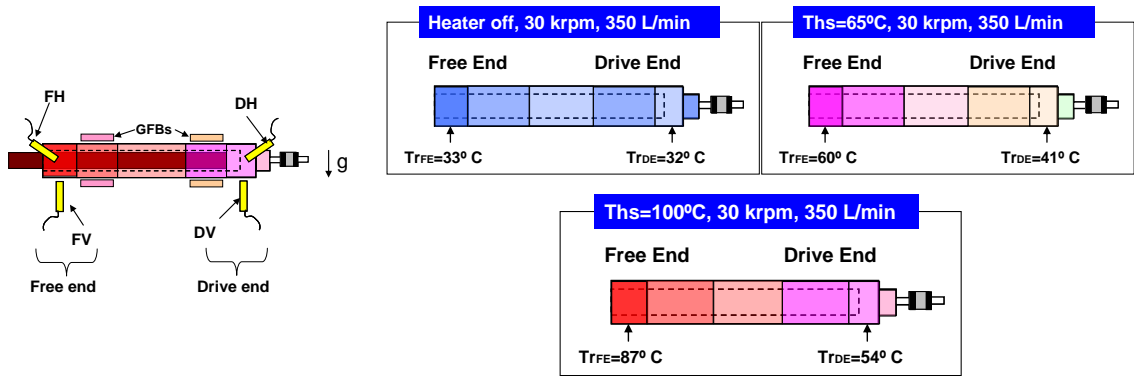 FH
DH
GFBs
g
FV
DV
Free end
Drive end
Heater off, 30 krpm, 350 L/min
Free End
Drive End
TrFE=33º C
TrDE=32º C
Ths=65ºC, 30 krpm, 350 L/min
Free End
Drive End
TrFE=60º C
TrDE=41º C
Ths=100ºC, 30 krpm, 350 L/min
Free End
Drive End
TrFE=87º C
TrDE=54º C